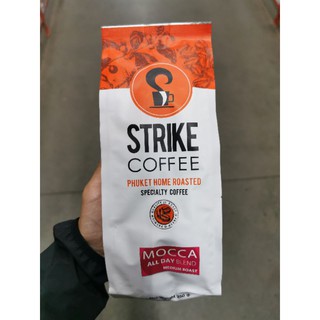 STRIKE
COFFEE
PHUKET HOME ROASTED
SPECIALTY COFFEE
MOCCA
ALL DAY BLEND
MEDIUM ROAST